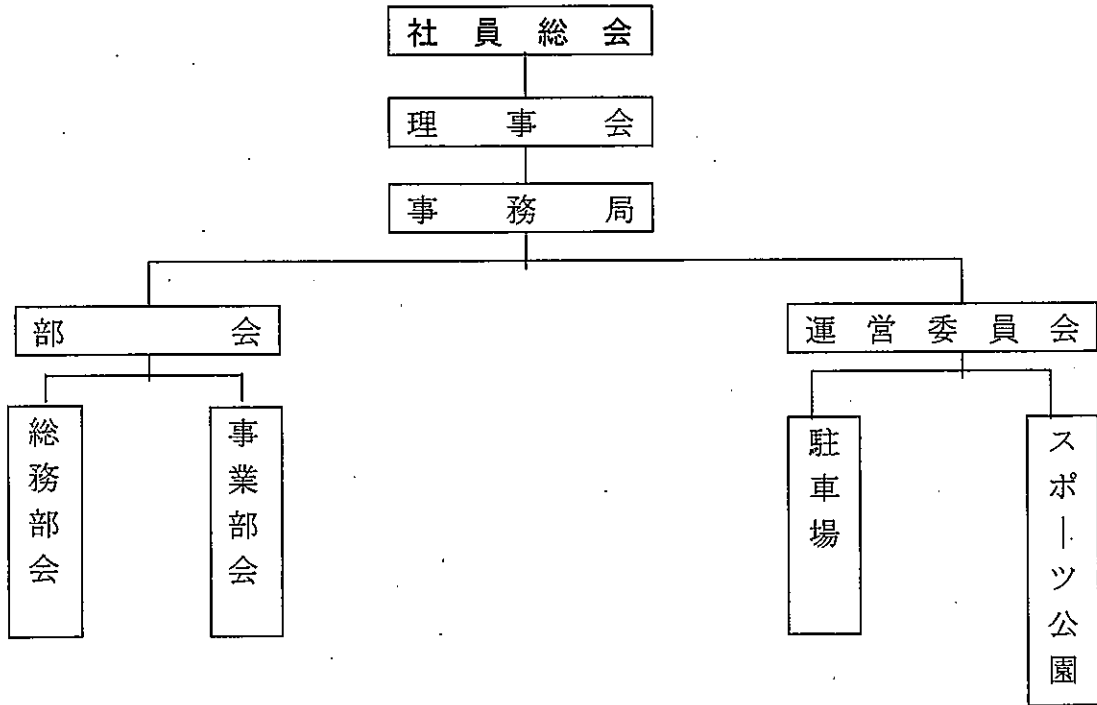 社員総会
理事会
事務局
部会
運営委員会
総務部会
事業部会
駐車場
スポーツ公園